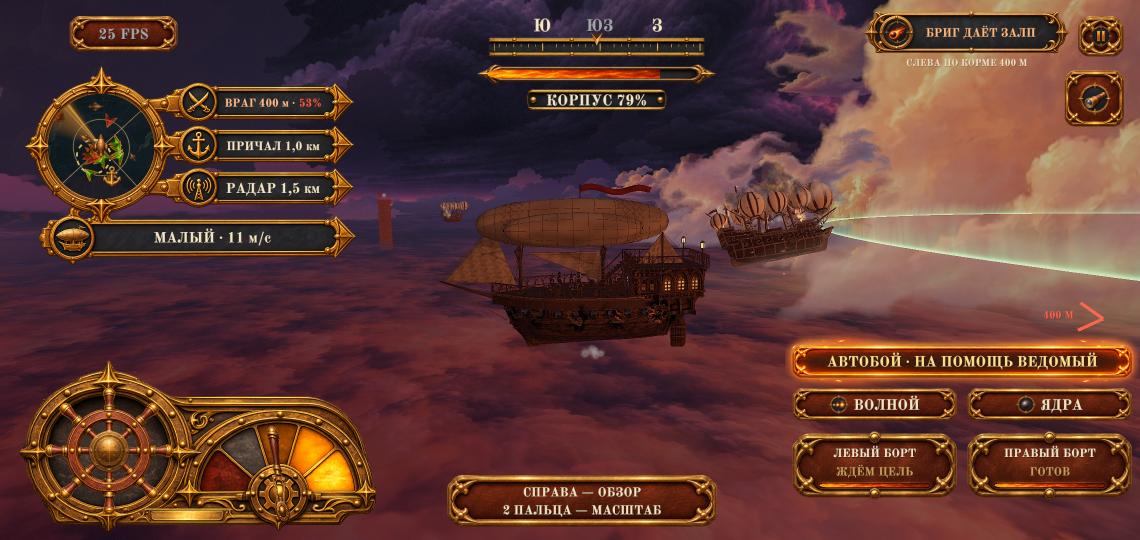 25 FPS
Ю ЮЗ З
КОРПУС 79%
БРИГ ДАЁТ ЗАЛП
СЛЕВА ПО КОРМЕ 400 М
ВРАГ 400 м · 53%
ПРИЧАЛ 1,0 км
РАДАР 1,5 км
МАЛЫЙ · 11 м/с
400 М
АВТОБОЙ · НА ПОМОЩЬ ВЕДОМЫЙ
ВОЛНОЙ
ЯДРА
ЛЕВЫЙ БОРТ
ЖДЁМ ЦЕЛЬ
ПРАВЫЙ БОРТ
ГОТОВ
СПРАВА — ОБЗОР
2 ПАЛЬЦА — МАСШТАБ